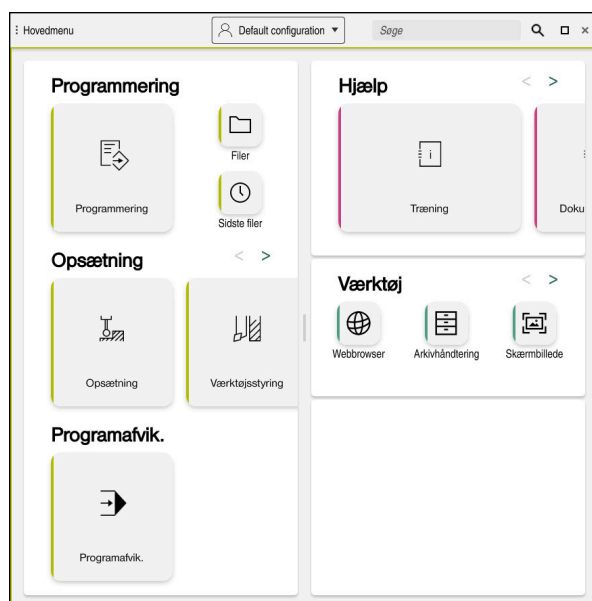 Hovedmenu
Default configuration
Søge
Programmering
Programmering
Filer
Sidste filer
Opsætning
Opsætning
Værktøjsstyring
Programafvik.
Programafvik.
Hjælp
i
Træning
Doku
Værktøj
Webbrowser
Arkivhåndtering
Skærmbillede